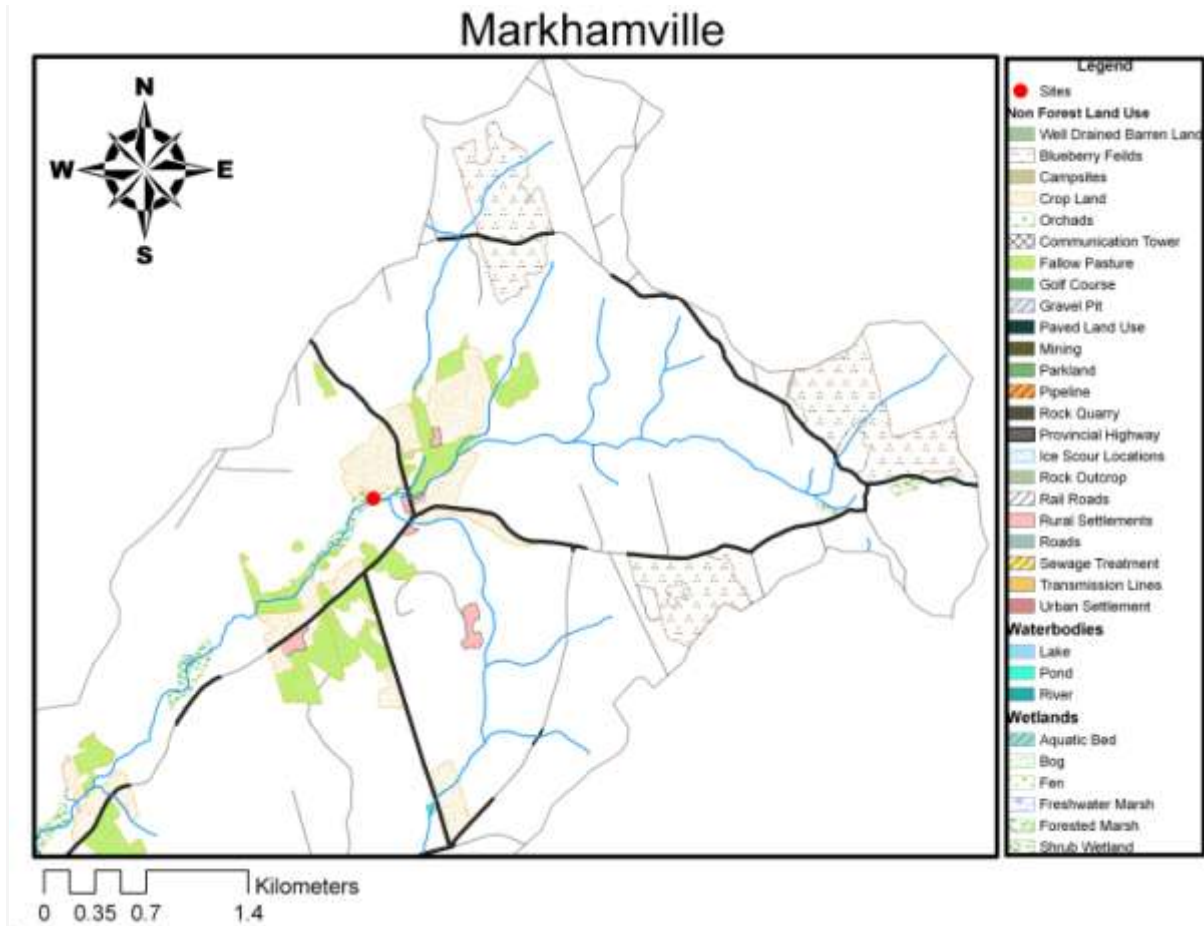 Markhamville
N
W E
S
Legend
Sites
Non Forest Land Use
Well Drained Barren Land
Blueberry Feilds
Campsites
Crop Land
Orchads
Communication Tower
Fallow Pasture
Golf Course
Gravel Pit
Paved Land Use
Mining
Parkland
Pipeline
Rock Quarry
Provincial Highway
Ice Scour Locations
Rock Outcrop
Rail Roads
Rural Settlements
Roads
Sewage Treatment
Transmission Lines
Urban Settlement
Waterbodies
Lake
Pond
River
Wetlands
Aquatic Bed
Bog
Fen
Freshwater Marsh
Forested Marsh
Shrub Wetland
Kilometers
0 0.35 0.7 1.4